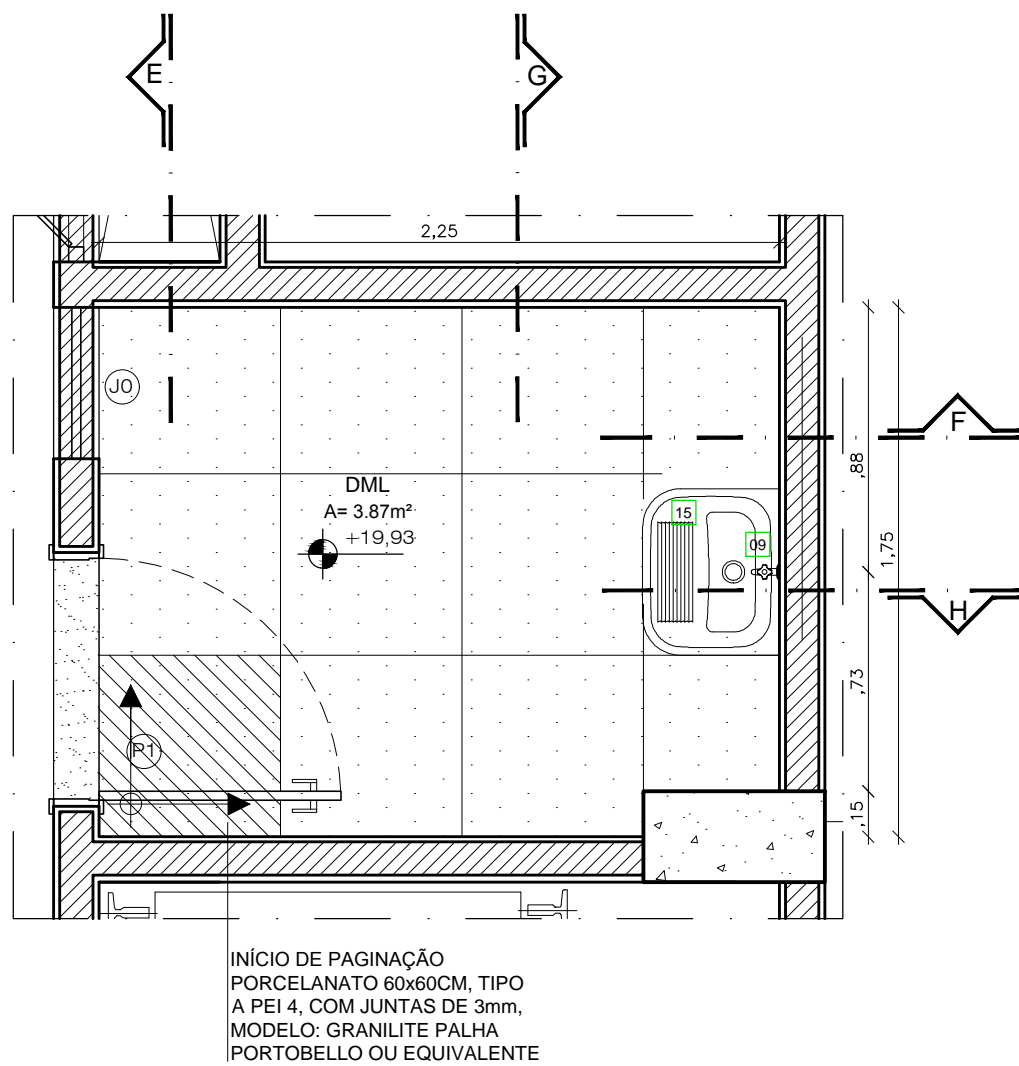 E
G
2,25
J0
F
DML
A= 3.87m²
+19,93
,88
15
09
1,75
H
,73
P1
,15
INÍCIO DE PAGINAÇÃO
PORCELANATO 60x60CM, TIPO
A PEI 4, COM JUNTAS DE 3mm,
MODELO: GRANILITE PALHA
PORTOBELLO OU EQUIVALENTE